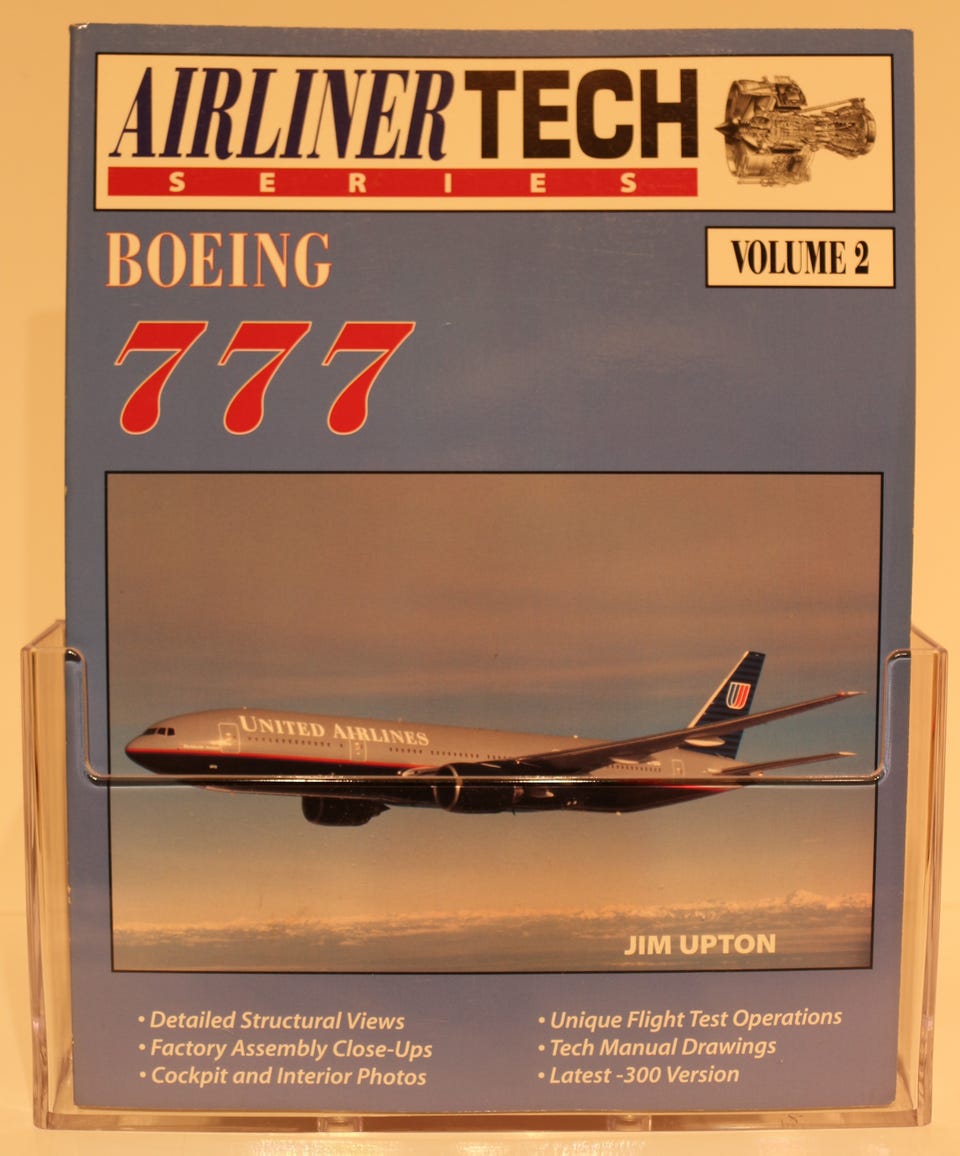 AIRLINER TECH
SERIES
BOEING
VOLUME 2
777
UNITED AIRLINES
JIM UPTON
• Detailed Structural Views
• Factory Assembly Close-Ups
• Cockpit and Interior Photos
• Unique Flight Test Operations
• Tech Manual Drawings
• Latest -300 Version